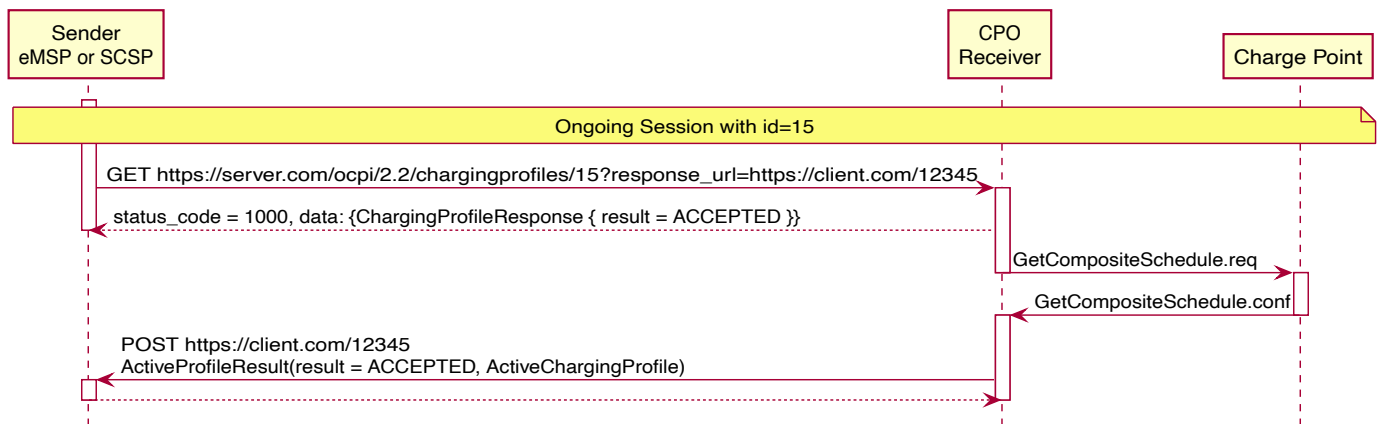 Sender
eMSP or SCSP
CPO
Receiver
Charge Point
Ongoing Session with id=15
GET https://server.com/ocpi/2.2/chargingprofiles/15?response_url=https://client.com/12345
status_code = 1000, data: {ChargingProfileResponse { result = ACCEPTED }}
GetCompositeSchedule.req
GetCompositeSchedule.conf
POST https://client.com/12345
ActiveProfileResult(result = ACCEPTED, ActiveChargingProfile)